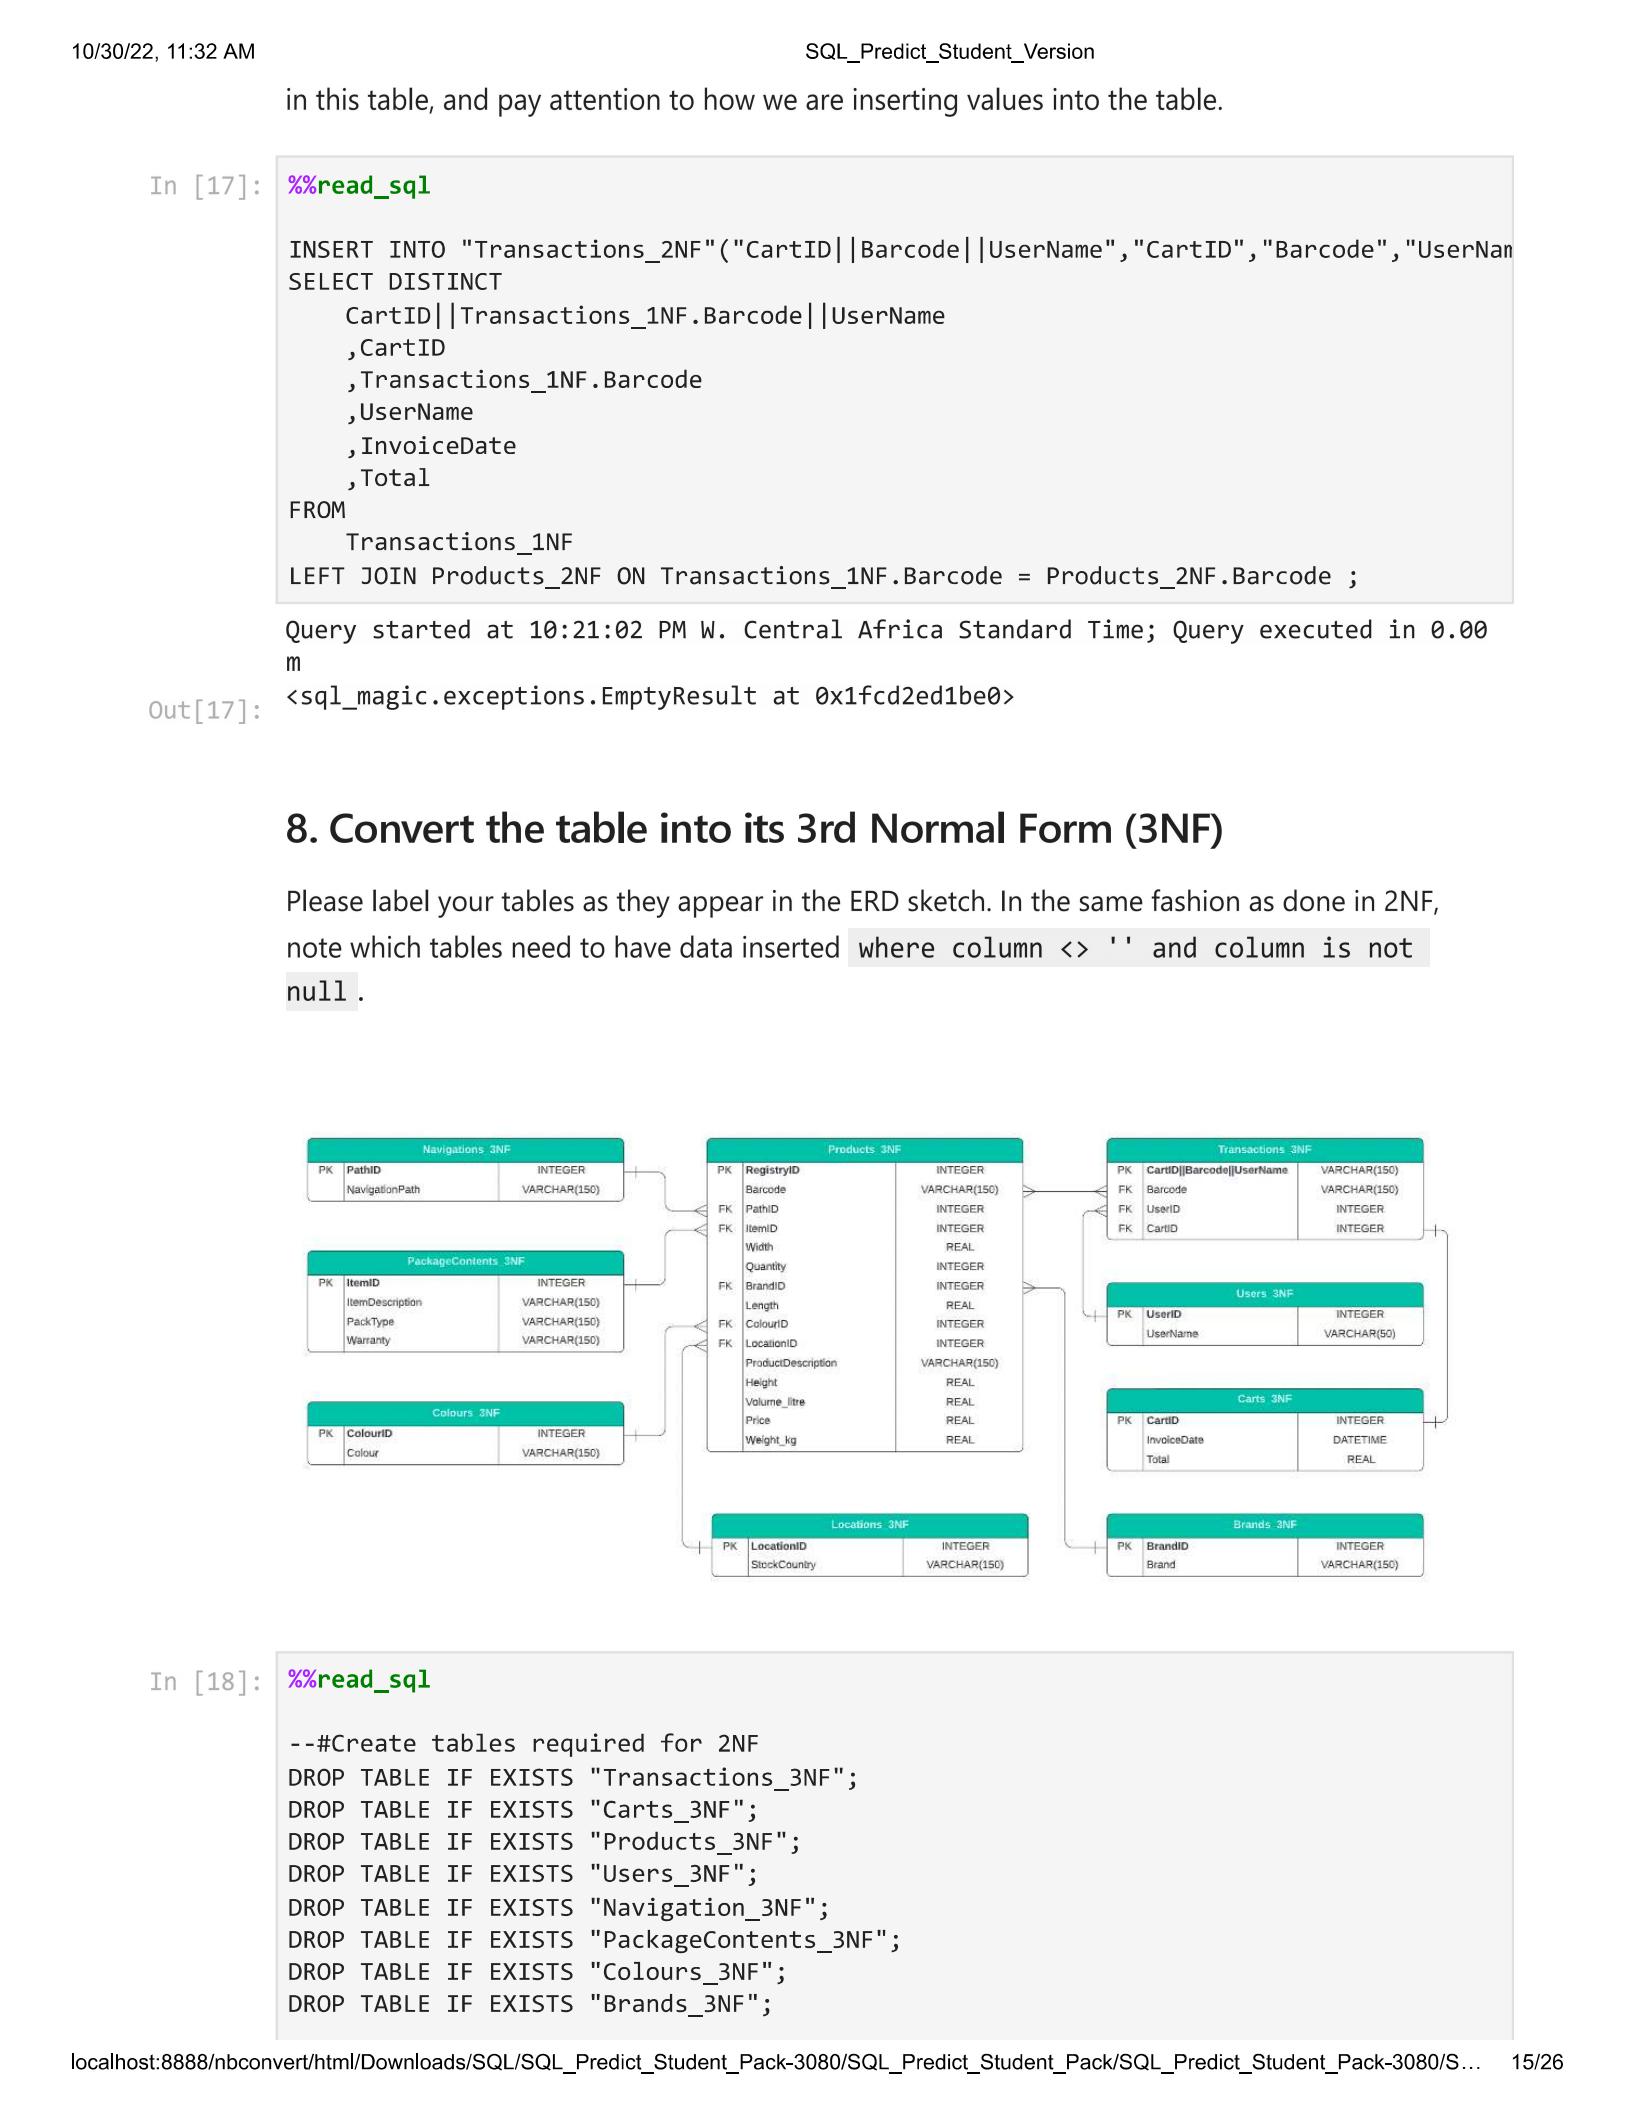 10/30/22, 11:32 AM SQL_Predict_Student_Version
in this table, and pay attention to how we are inserting values into the table.
In [17]: %%read_sql
INSERT INTO "Transactions_2NF"("CartID||Barcode||UserName","CartID","Barcode","UserNam
SELECT DISTINCT
CartID||Transactions_1NF.Barcode||UserName
,CartID
,Transactions_1NF.Barcode
,UserName
,InvoiceDate
,Total
FROM
Transactions_1NF
LEFT JOIN Products_2NF ON Transactions_1NF.Barcode = Products_2NF.Barcode ;
Query started at 10:21:02 PM W. Central Africa Standard Time; Query executed in 0.00
m
Out[17]: <sql_magic.exceptions.EmptyResult at 0x1fcd2ed1be0>
8. Convert the table into its 3rd Normal Form (3NF)
Please label your tables as they appear in the ERD sketch. In the same fashion as done in 2NF,
note which tables need to have data inserted where column <> '' and column is not
null .
Navigations_3NF
PK PathID INTEGER
NavigationPath VARCHAR(150)
PackageContents_3NF
PK ItemID INTEGER
ItemDescription VARCHAR(150)
PackType VARCHAR(150)
Warranty VARCHAR(150)
Colours_3NF
PK ColourID INTEGER
Colour VARCHAR(150)
Products_3NF
PK RegistryID INTEGER
Barcode VARCHAR(150)
FK PathID INTEGER
FK ItemID INTEGER
Width REAL
Quantity INTEGER
FK BrandID INTEGER
Length REAL
FK ColourID INTEGER
FK LocationID INTEGER
ProductDescription VARCHAR(150)
Height REAL
Volume_litre REAL
Price REAL
Weight_kg REAL
Locations_3NF
PK LocationID INTEGER
StockCountry VARCHAR(150)
Transactions_3NF
PK CartID||Barcode||UserName VARCHAR(150)
FK Barcode VARCHAR(150)
FK UserID INTEGER
FK CartID INTEGER
Users_3NF
PK UserID INTEGER
UserName VARCHAR(50)
Carts_3NF
PK CartID INTEGER
InvoiceDate DATETIME
Total REAL
Brands_3NF
PK BrandID INTEGER
Brand VARCHAR(150)
In [18]: %%read_sql
--#Create tables required for 2NF
DROP TABLE IF EXISTS "Transactions_3NF";
DROP TABLE IF EXISTS "Carts_3NF";
DROP TABLE IF EXISTS "Products_3NF";
DROP TABLE IF EXISTS "Users_3NF";
DROP TABLE IF EXISTS "Navigation_3NF";
DROP TABLE IF EXISTS "PackageContents_3NF";
DROP TABLE IF EXISTS "Colours_3NF";
DROP TABLE IF EXISTS "Brands_3NF";
localhost:8888/nbconvert/html/Downloads/SQL/SQL_Predict_Student_Pack-3080/SQL_Predict_Student_Pack/SQL_Predict_Student_Pack-3080/S… 15/26